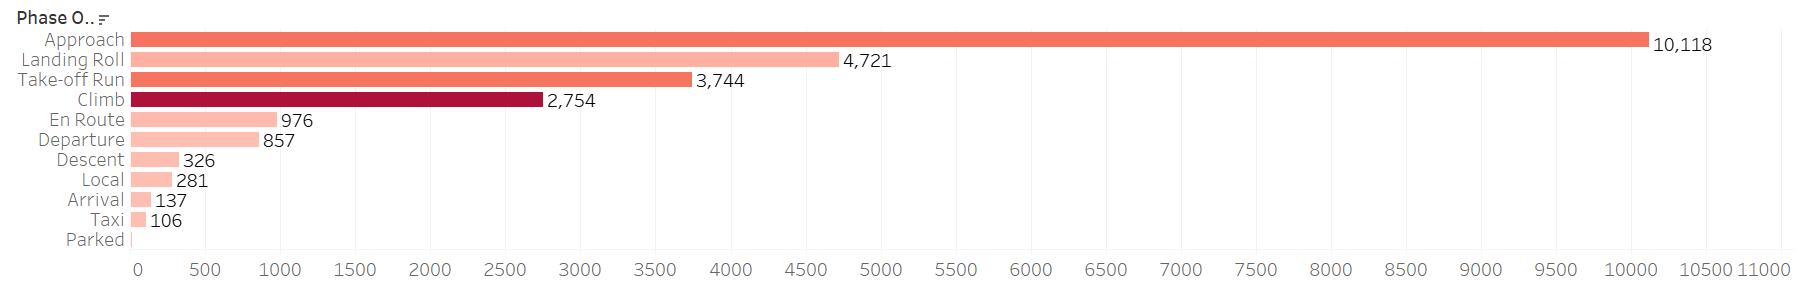 Phase O..
Approach 10,118
Landing Roll 4,721
Take-off Run 3,744
Climb 2,754
En Route 976
Departure 857
Descent 326
Local 281
Arrival 137
Taxi 106
Parked
0 500 1000 1500 2000 2500 3000 3500 4000 4500 5000 5500 6000 6500 7000 7500 8000 8500 9000 9500 10000 10500 11000